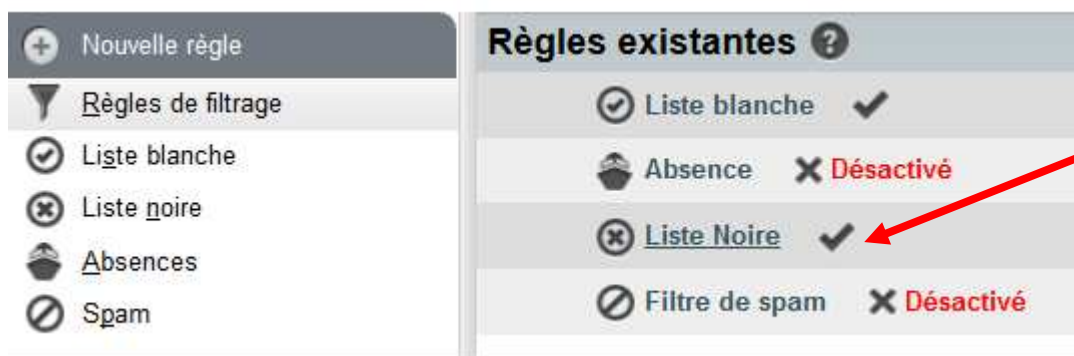 Nouvelle règle
Règles de filtrage
Liste blanche
Liste noire
Absences
Spam
Règles existantes ?
Liste blanche
Absence Désactivé
Liste Noire
Filtre de spam Désactivé